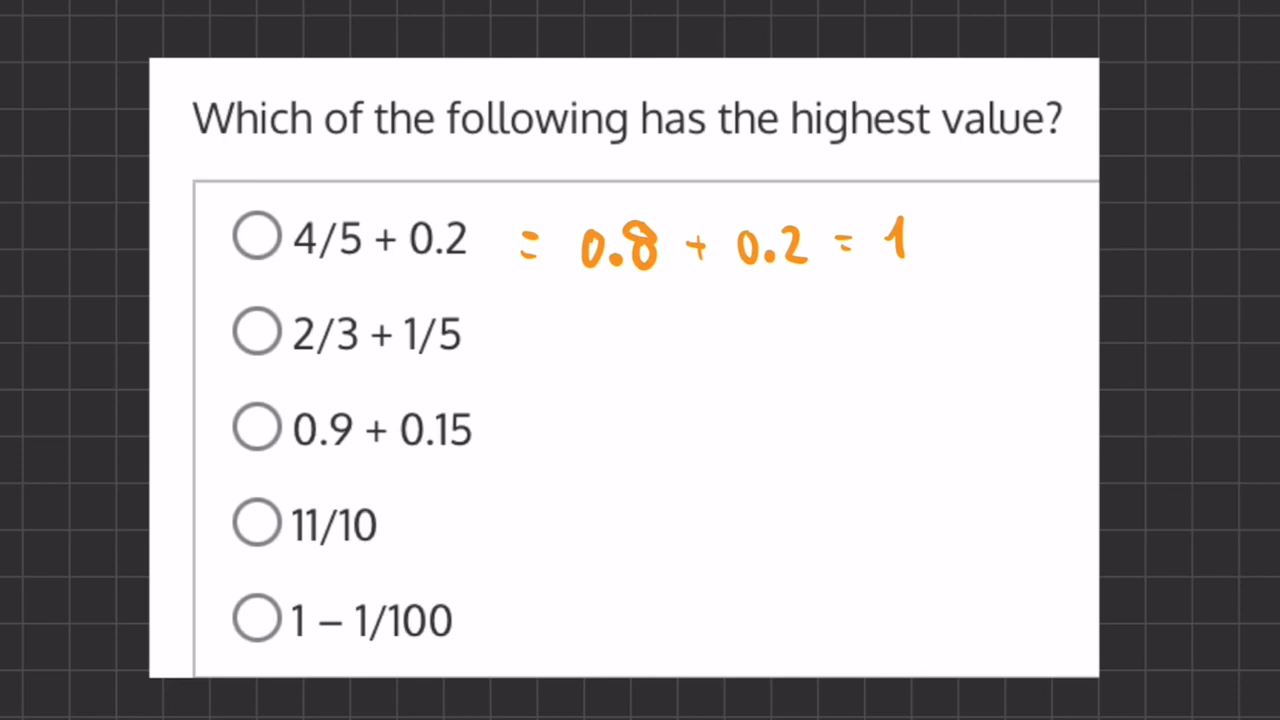 Which of the following has the highest value?
4/5 + 0.2 = 0.8 + 0.2 = 1
2/3 + 1/5
0.9 + 0.15
11/10
1 – 1/100